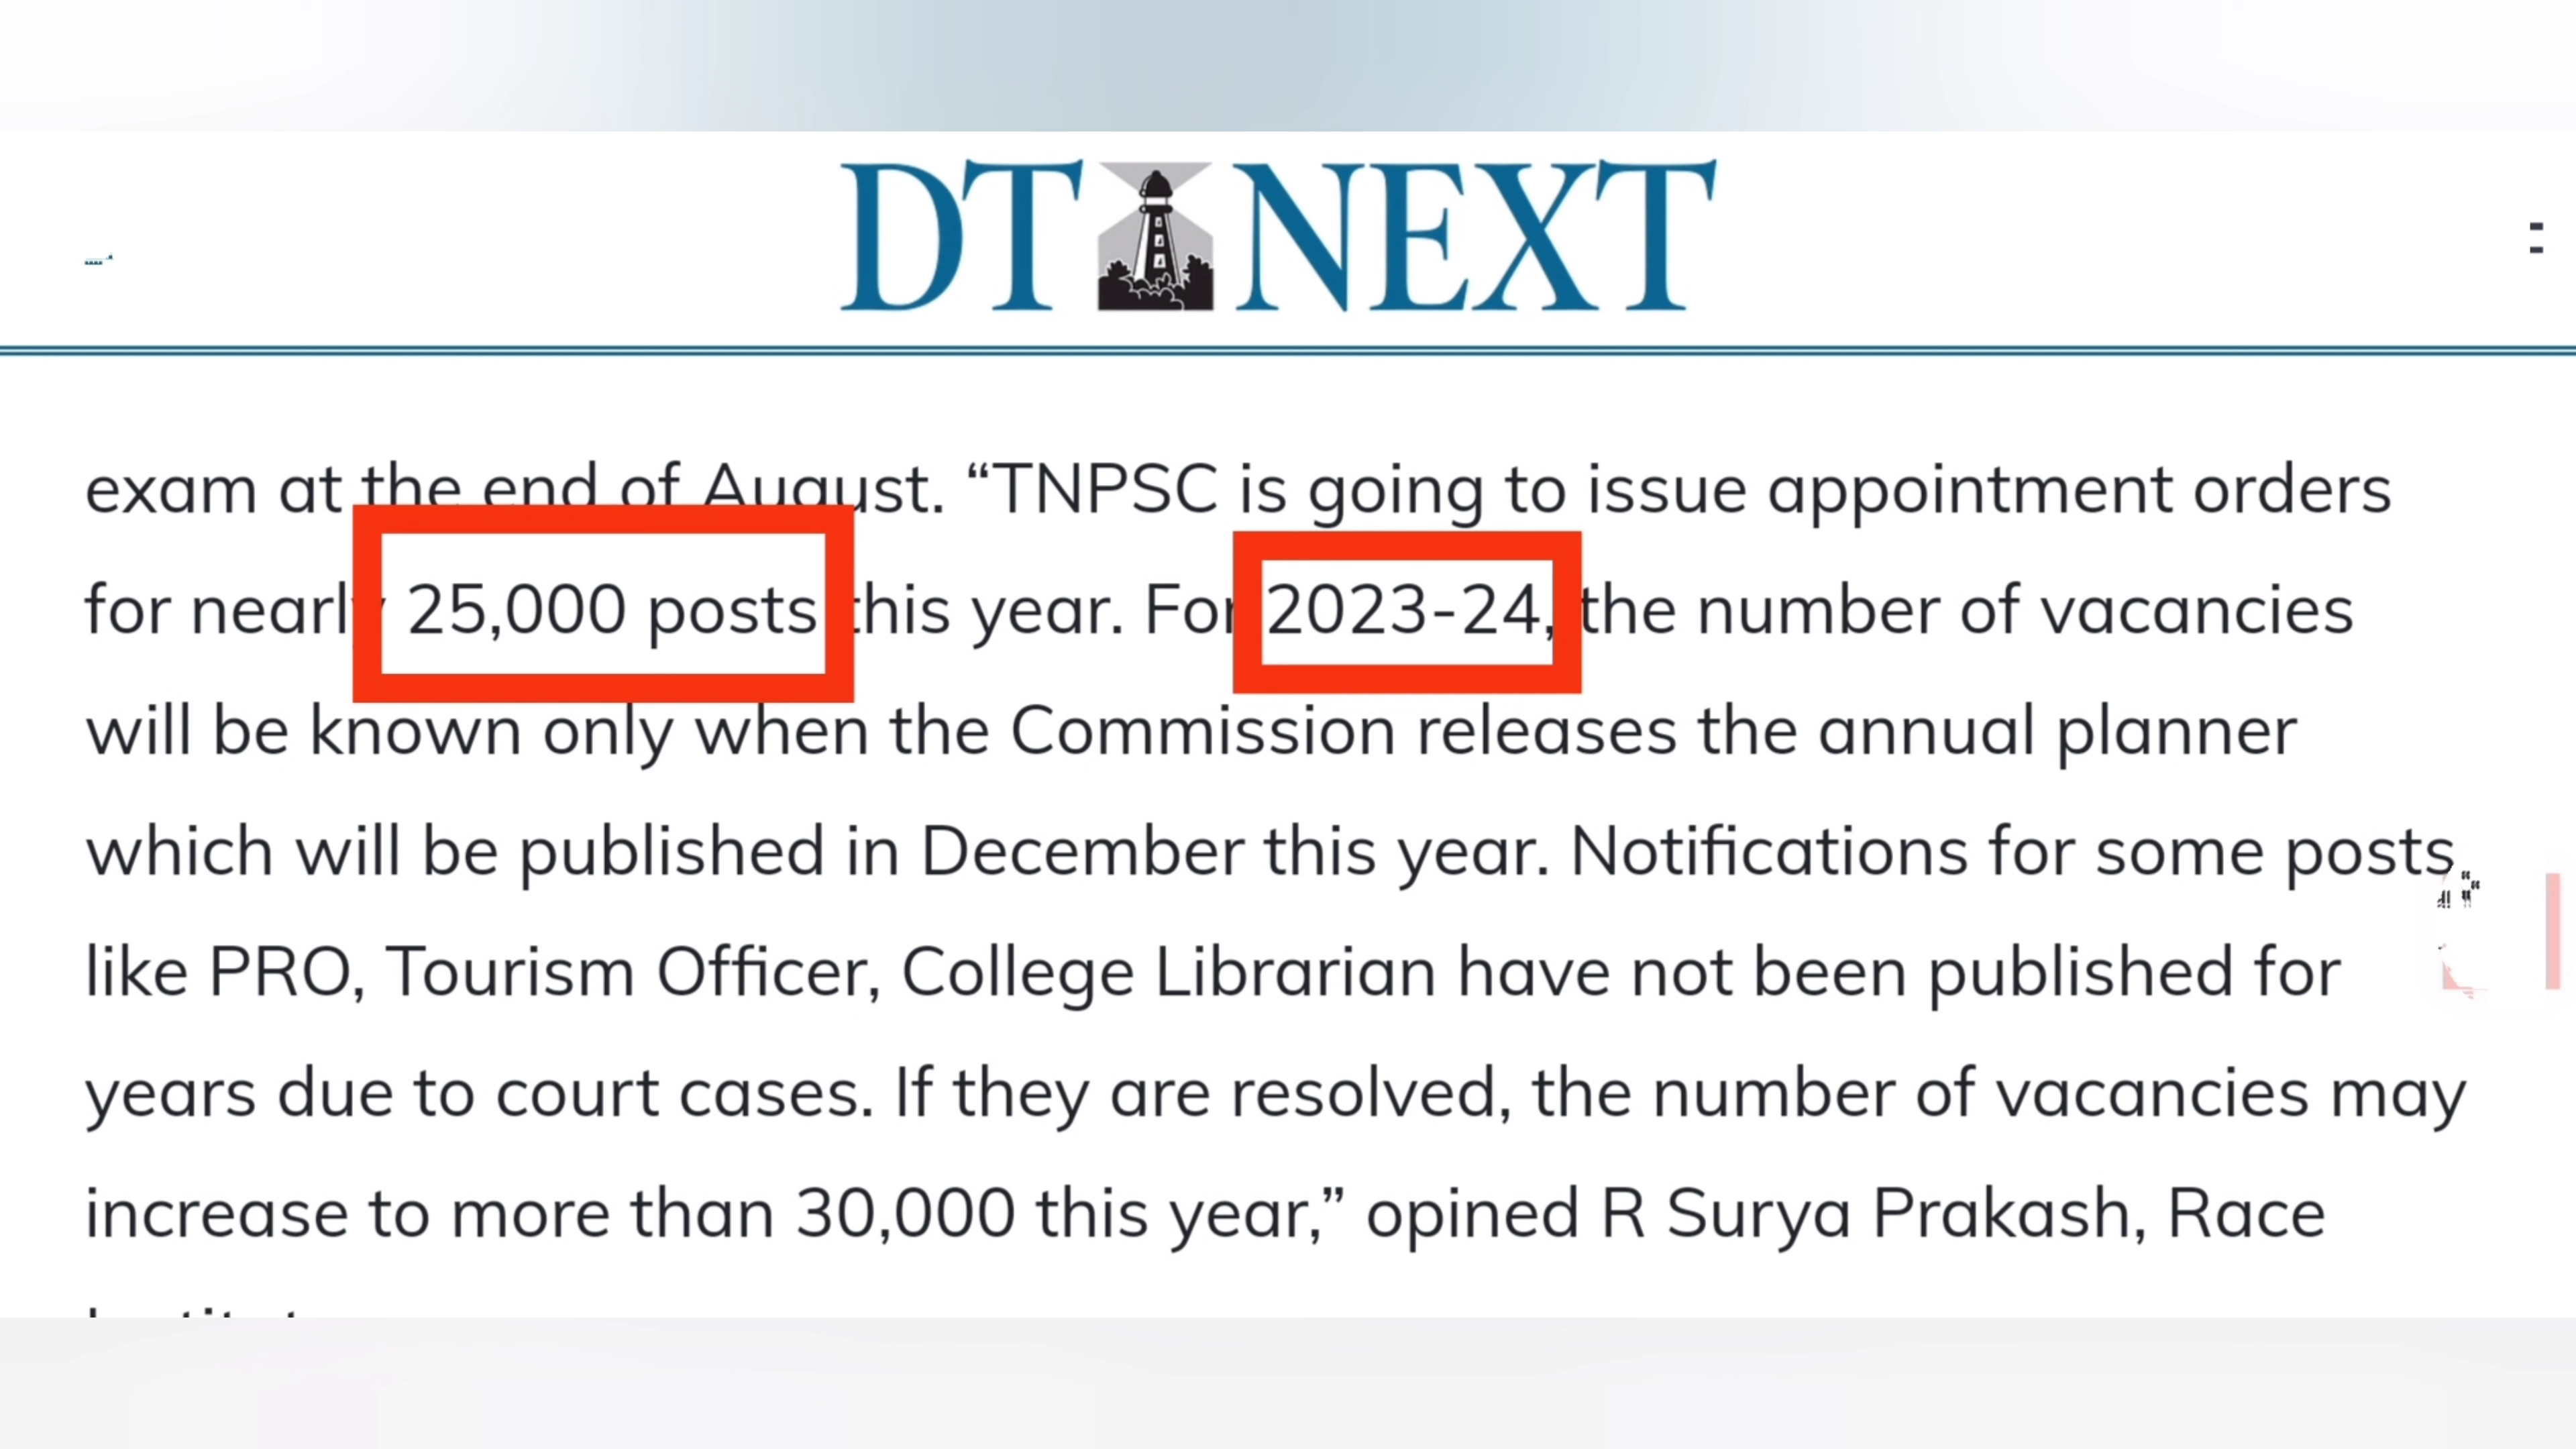 DT NEXT
exam at the end of August. “TNPSC is going to issue appointment orders
for nearly 25,000 posts this year. For 2023-24, the number of vacancies
will be known only when the Commission releases the annual planner
which will be published in December this year. Notifications for some posts
like PRO, Tourism Officer, College Librarian have not been published for
years due to court cases. If they are resolved, the number of vacancies may
increase to more than 30,000 this year,” opined R Surya Prakash, Race